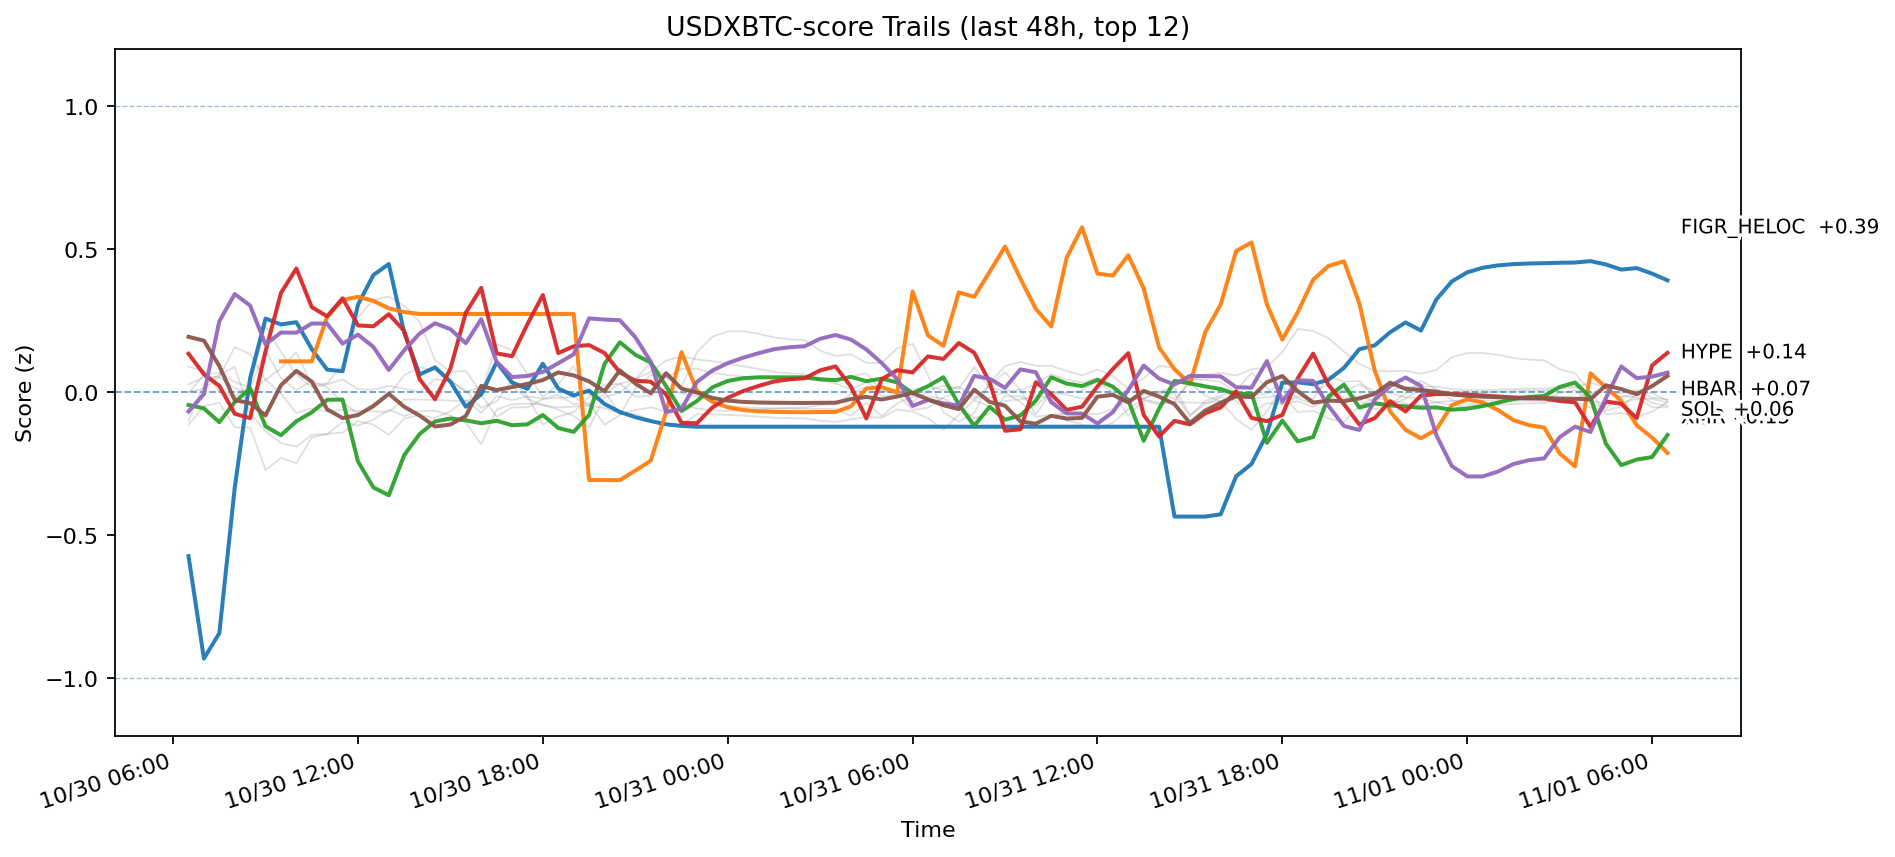 USDXBTC-score Trails (last 48h, top 12)
Score (z)
1.0
0.5
0.0
−0.5
−1.0
FIGR_HELOC +0.39
HYPE +0.14
HBAR +0.07
SOL +0.06
10/30 06:00
10/30 12:00
10/30 18:00
10/31 00:00
10/31 06:00
10/31 12:00
10/31 18:00
11/01 00:00
11/01 06:00
Time